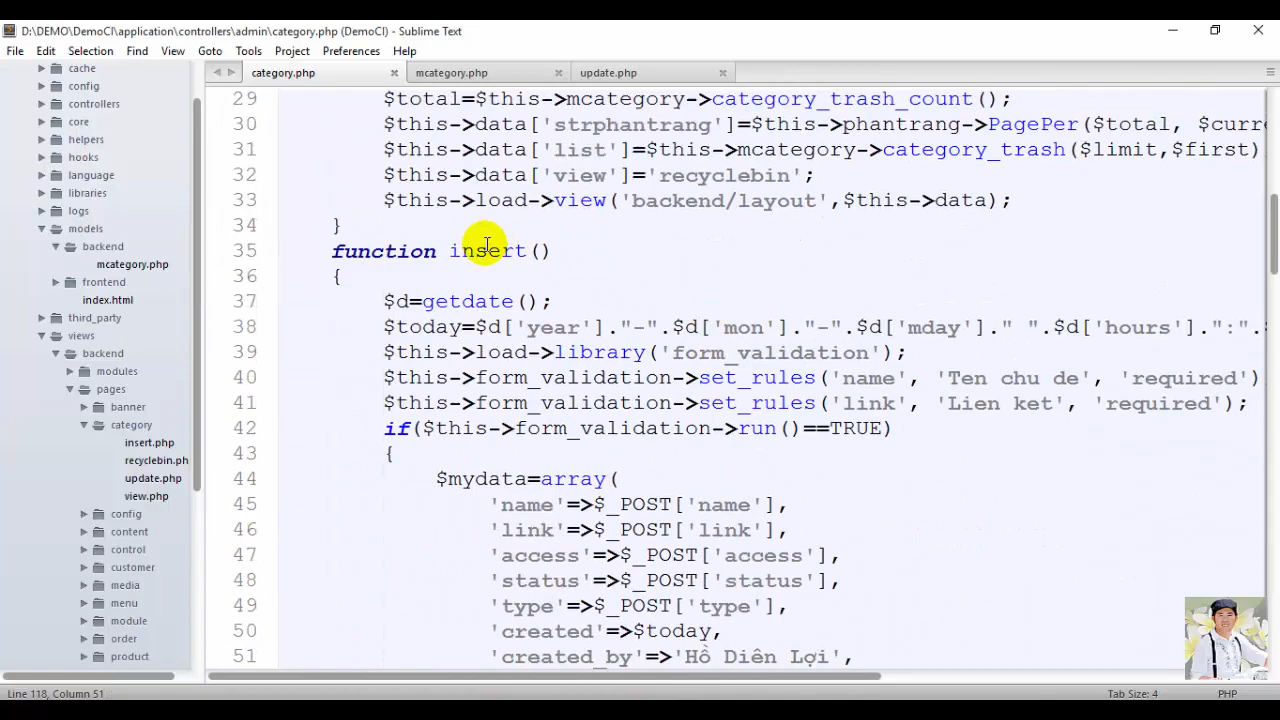 D:\DEMO\DemoCI\application\controllers\admin\category.php (DemoCI) - Sublime Text
File Edit Selection Find View Goto Tools Project Preferences Help
category.php mcategory.php update.php
cache
config
controllers
core
helpers
hooks
language
libraries
logs
models
backend
mcategory.php
frontend
index.html
third_party
views
backend
modules
pages
banner
category
insert.php
recyclebin.ph
update.php
view.php
config
content
control
customer
media
menu
module
order
product
29 $total=$this->mcategory->category_trash_count();
30 $this->data['strphantrang']=$this->phantrang->PagePer($total, $curre
31 $this->data['list']=$this->mcategory->category_trash($limit,$first)
32 $this->data['view']='recyclebin';
33 $this->load->view('backend/layout',$this->data);
34 }
35 function insert()
36 {
37 $d=getdate();
38 $today=$d['year']."-".$d['mon']."-".$d['mday']." ".$d['hours'].":".$
39 $this->load->library('form_validation');
40 $this->form_validation->set_rules('name', 'Ten chu de', 'required')
41 $this->form_validation->set_rules('link', 'Lien ket', 'required');
42 if($this->form_validation->run()==TRUE)
43 {
44 $mydata=array(
45 'name'=>$_POST['name'],
46 'link'=>$_POST['link'],
47 'access'=>$_POST['access'],
48 'status'=>$_POST['status'],
49 'type'=>$_POST['type'],
50 'created'=>$today,
51 'created_by'=>'Hồ Diên Lợi',
Line 118, Column 51 Tab Size: 4 PHP